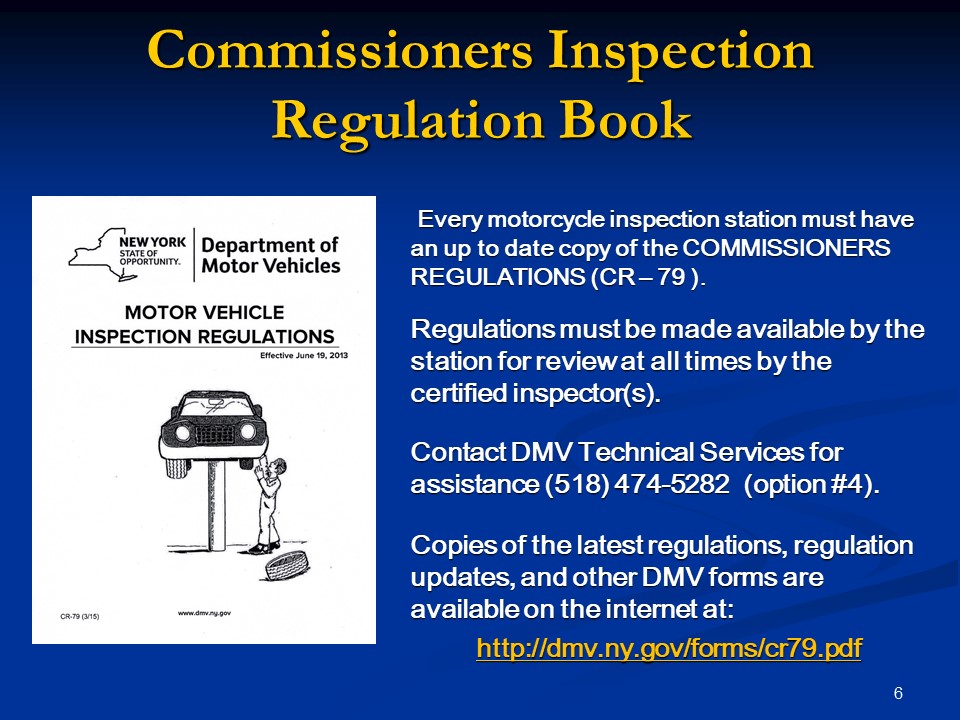 Commissioners Inspection
Regulation Book
NEW YORK
STATE OF
OPPORTUNITY.
Department of
Motor Vehicles
MOTOR VEHICLE
INSPECTION REGULATIONS
Effective June 19, 2013
CR-79 (3/15)
www.dmv.ny.gov
Every motorcycle inspection station must have
an up to date copy of the COMMISSIONERS
REGULATIONS (CR – 79 ).
Regulations must be made available by the
station for review at all times by the
certified inspector(s).
Contact DMV Technical Services for
assistance (518) 474-5282 (option #4).
Copies of the latest regulations, regulation
updates, and other DMV forms are
available on the internet at:
http://dmv.ny.gov/forms/cr79.pdf
6